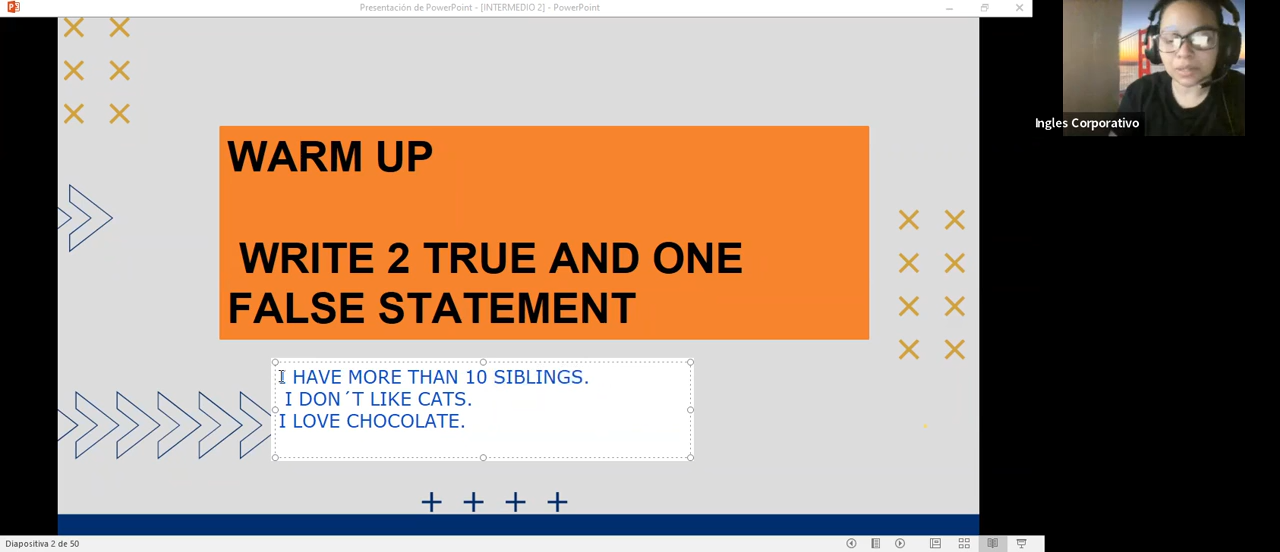 Presentación de PowerPoint - [INTERMEDIO 2] - PowerPoint
Ingles Corporativo
WARM UP
WRITE 2 TRUE AND ONE
FALSE STATEMENT
I HAVE MORE THAN 10 SIBLINGS.
I DON´T LIKE CATS.
I LOVE CHOCOLATE.
Diapositiva 2 de 50